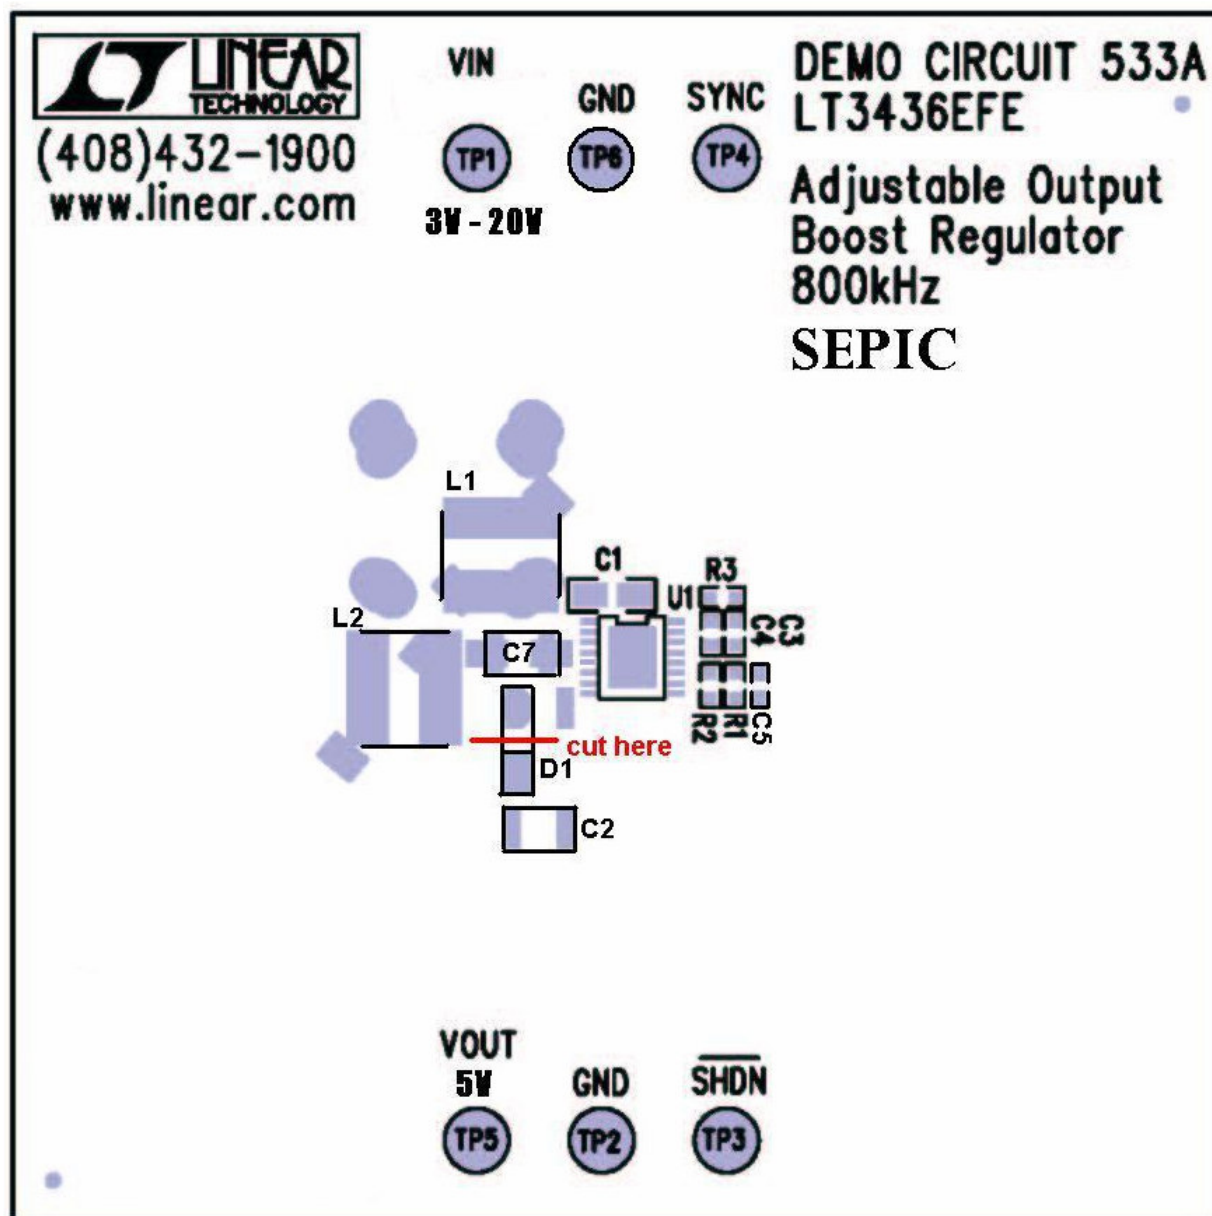 LINEAR
TECHNOLOGY
(408)432-1900
www.linear.com
VIN
TP1
3V - 20V
GND
TP6
SYNC
TP4
DEMO CIRCUIT 533A
LT3436EFE
Adjustable Output
Boost Regulator
800kHz
SEPIC
L1
C1
U1
R3
C4
C3
L2
C7
R2
R1
C5
cut here
D1
C2
VOUT
5V
TP5
GND
TP2
SHDN
TP3